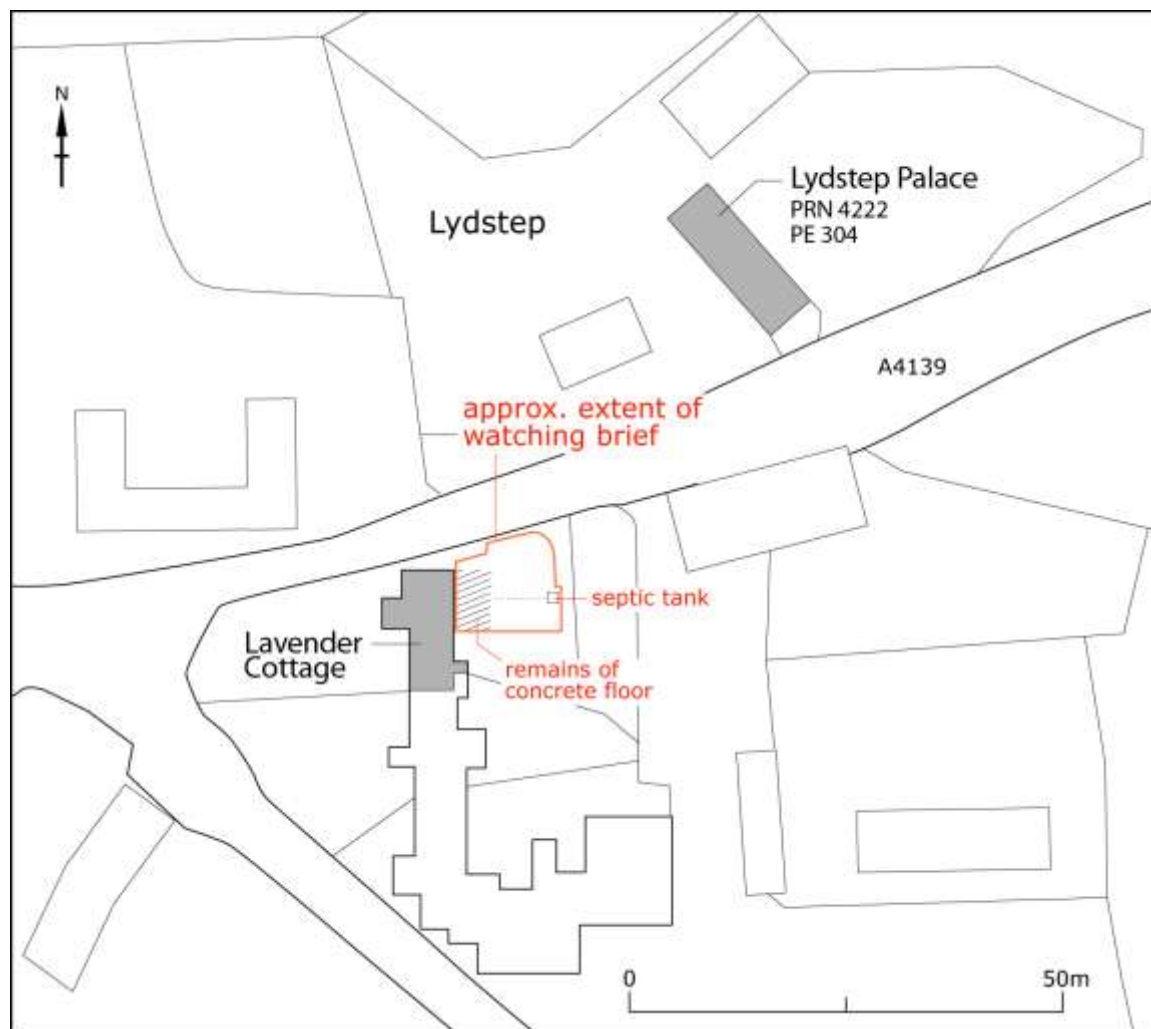 N
Lydstep Palace
PRN 4222
PE 304
Lydstep
A4139
approx. extent of
watching brief
septic tank
Lavender
Cottage
remains of
concrete floor
0
50m